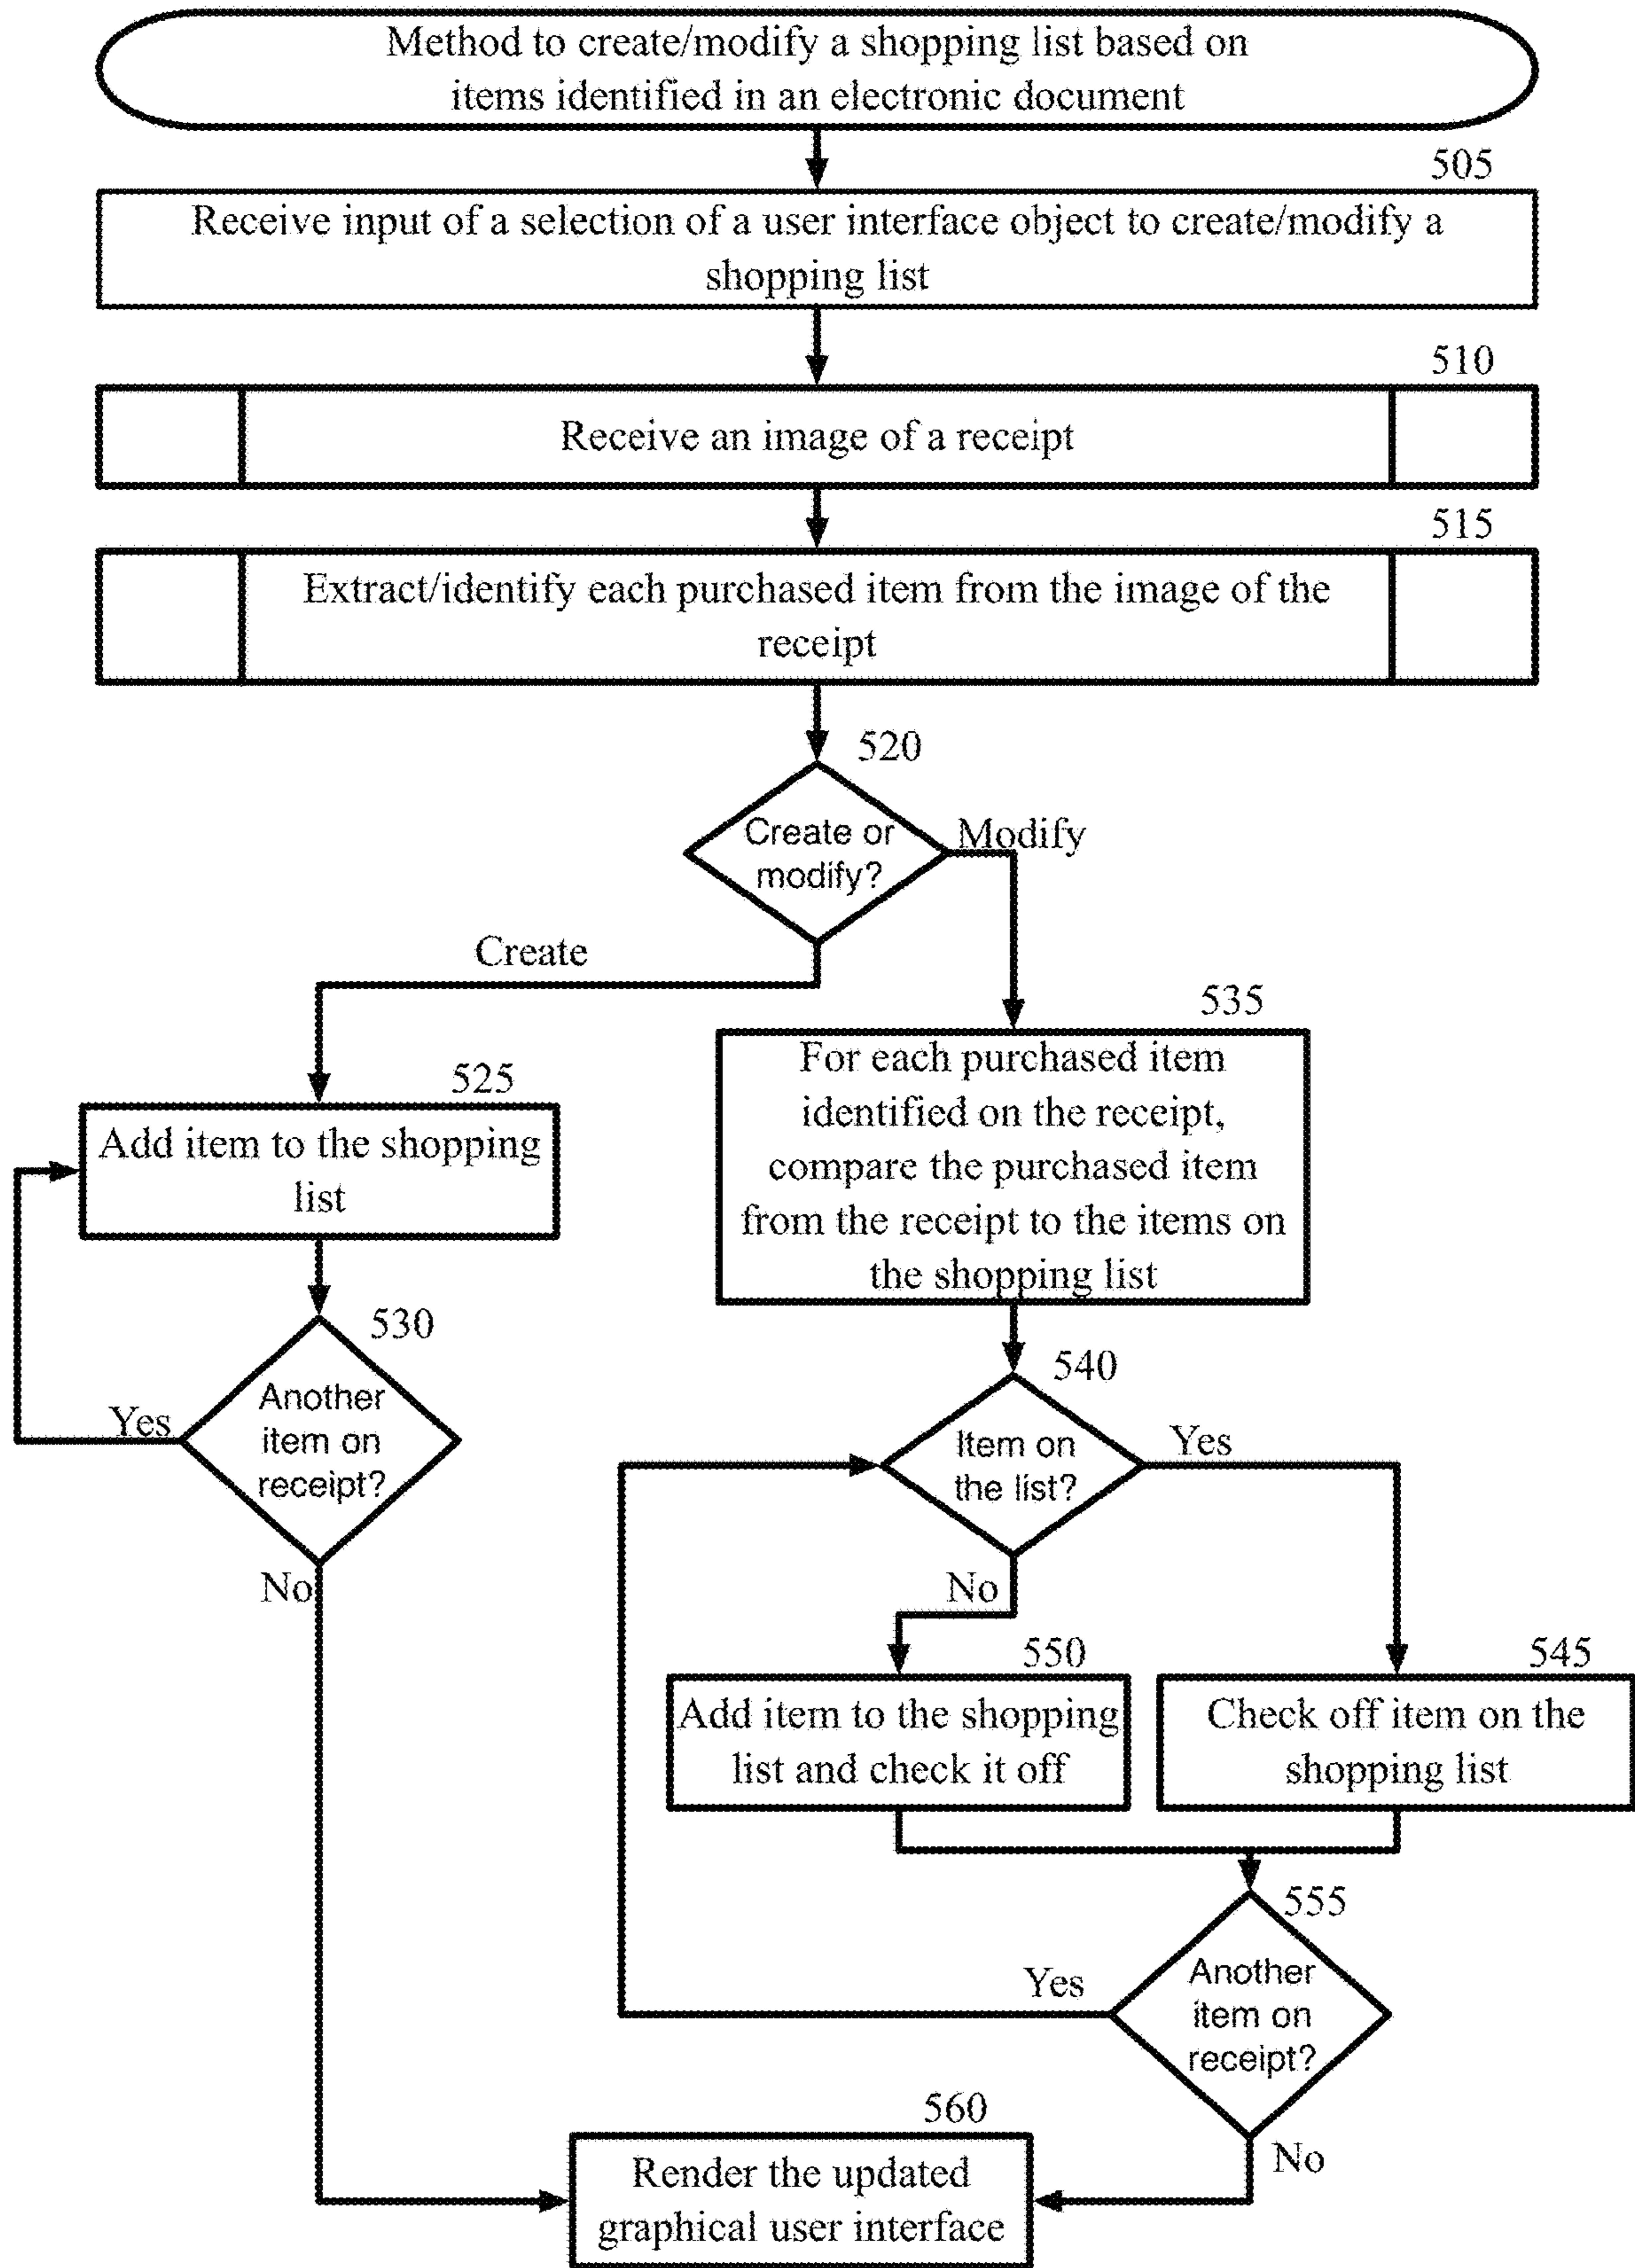 Method to create/modify a shopping list based on
items identified in an electronic document
505
Receive input of a selection of a user interface object to create/modify a
shopping list
510
Receive an image of a receipt
515
Extract/identify each purchased item from the image of the
receipt
520
Create or
modify?
Modify
Create
525
Add item to the shopping
list
530
Another
item on
receipt?
Yes
No
535
For each purchased item
identified on the receipt,
compare the purchased item
from the receipt to the items on
the shopping list
540
Item on
the list?
Yes
No
550
Add item to the shopping
list and check it off
545
Check off item on the
shopping list
555
Another
item on
receipt?
Yes
No
560
Render the updated
graphical user interface